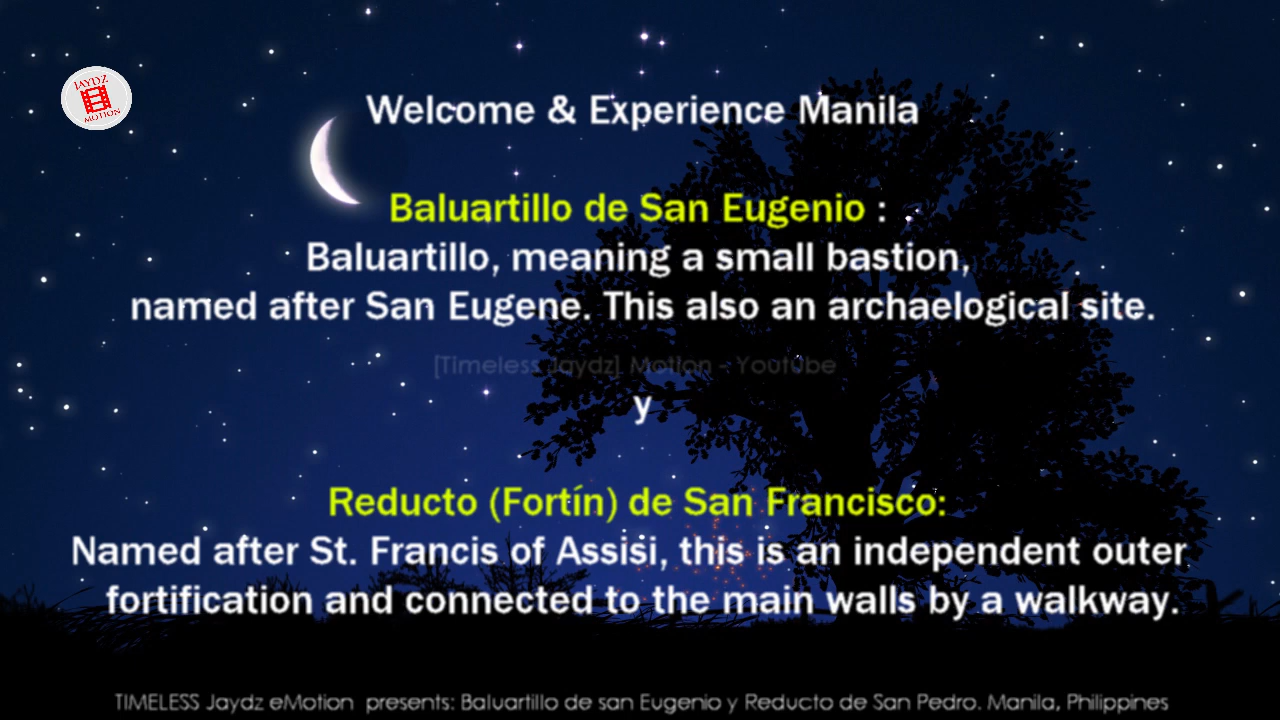 JAYDZ
MOTION
Welcome & Experience Manila
Baluartillo de San Eugenio :
Baluartillo, meaning a small bastion,
named after San Eugene. This also an archaelogical site.
[Timeless Jaydz] Motion - Youtube
y
Reducto (Fortín) de San Francisco:
Named after St. Francis of Assisi, this is an independent outer
fortification and connected to the main walls by a walkway.
TIMELESS Jaydz eMotion presents: Baluartillo de san Eugenio y Reducto de San Pedro. Manila, Philippines